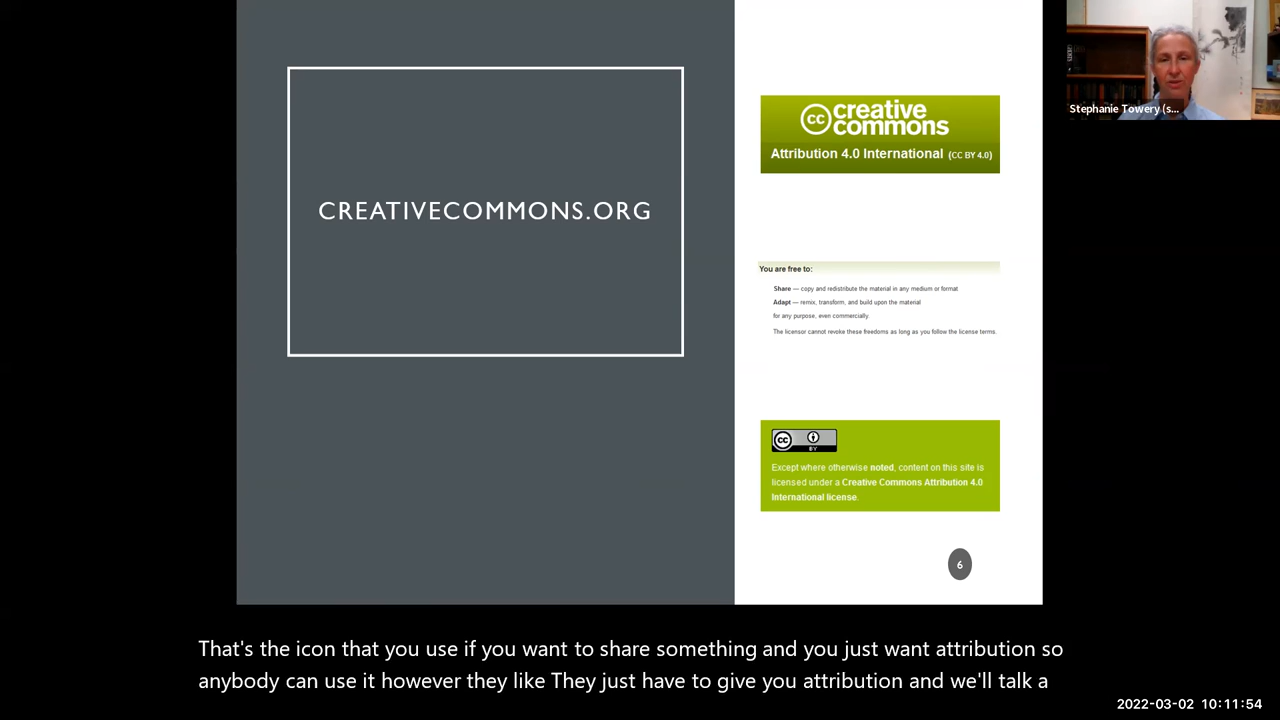 CREATIVECOMMONS.ORG
cc creative
commons
Attribution 4.0 International (CC BY 4.0)
You are free to:
Share — copy and redistribute the material in any medium or format
Adapt — remix, transform, and build upon the material
for any purpose, even commercially.
The licensor cannot revoke these freedoms as long as you follow the license terms.
cc
BY
Except where otherwise noted, content on this site is
licensed under a Creative Commons Attribution 4.0
International license.
6
Stephanie Towery (s...
That's the icon that you use if you want to share something and you just want attribution so
anybody can use it however they like They just have to give you attribution and we'll talk a
2022-03-02 10:11:54